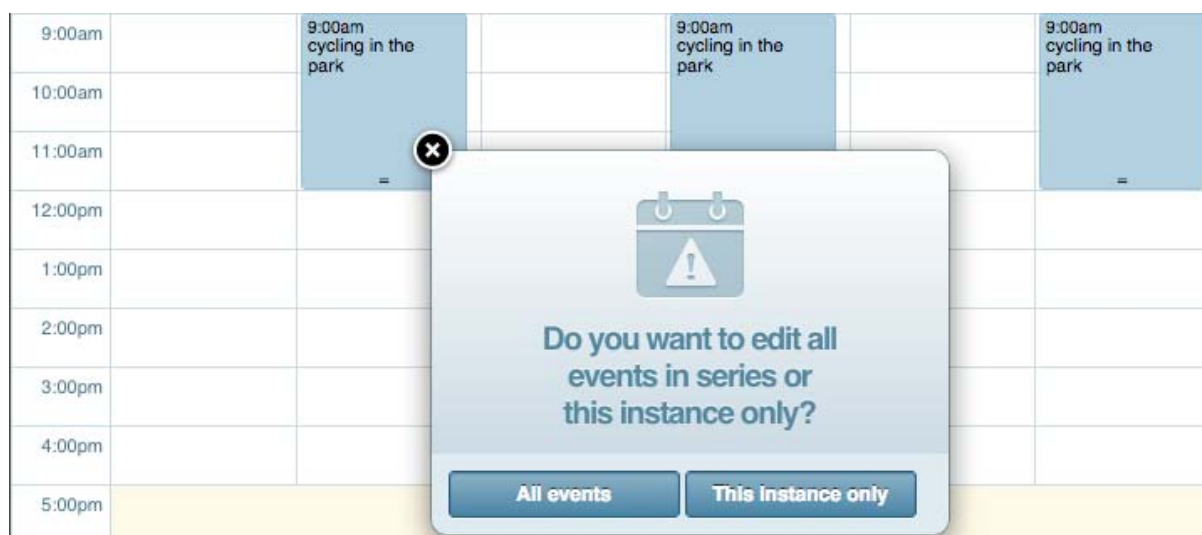 9:00am
9:00am
cycling in the
park
9:00am
cycling in the
park
9:00am
cycling in the
park
10:00am
11:00am
12:00pm
1:00pm
2:00pm
3:00pm
4:00pm
5:00pm
Do you want to edit all
events in series or
this instance only?
All events
This instance only